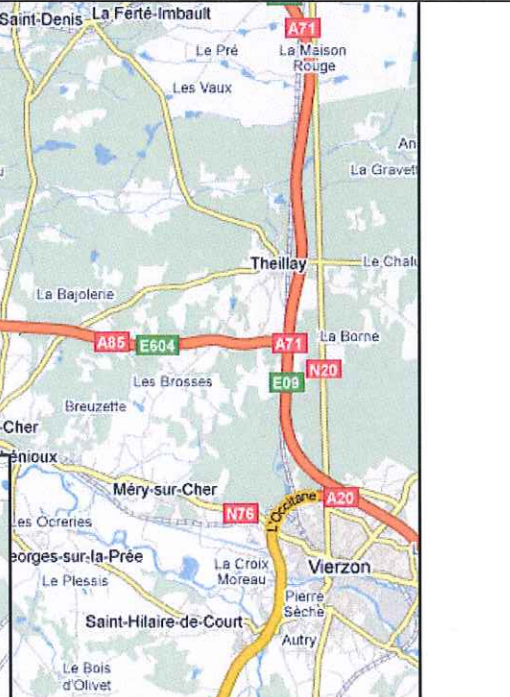 Saint-Denis
La Ferté-Imbault
A71
Le Pré
La Maison
Rouge
Les Vaux
An
La Gravet
Theillay
Le Chalu
La Bajolerie
A85
E604
A71
La Borne
N20
E09
Les Brosses
Breuzette
-Cher
énioux
Méry-sur-Cher
N76
L'Occitane
A20
Les Ocreries
eorges-sur-la-Prée
La Croix
Moreau
Vierzon
Le Plessis
Pierre
Sèche
Saint-Hilaire-de-Court
Autry
Le Bois
d'Olivet